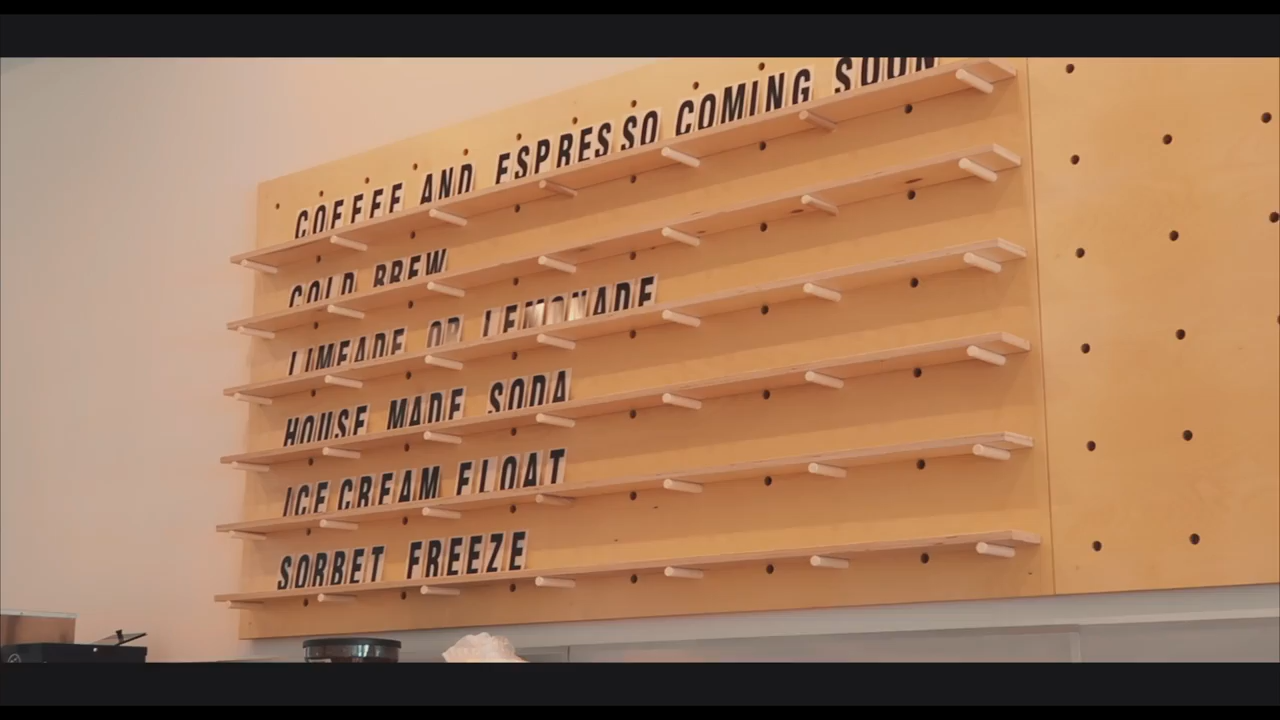 COFFEE AND ESPRESSO COMING SOON
COLD BREW
LIMEADE OR LEMONADE
HOUSE MADE SODA
ICE CREAM FLOAT
SORBET FREEZE